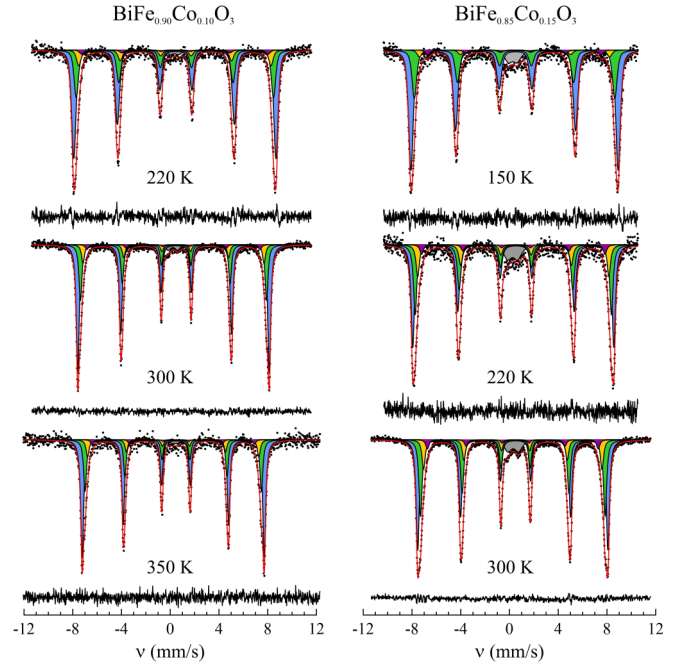 BiFe0.90Co0.10O3
220 K
300 K
350 K
-12 -8 -4 0 4 8 12
ν (mm/s)
BiFe0.85Co0.15O3
150 K
220 K
300 K
-12 -8 -4 0 4 8 12
ν (mm/s)